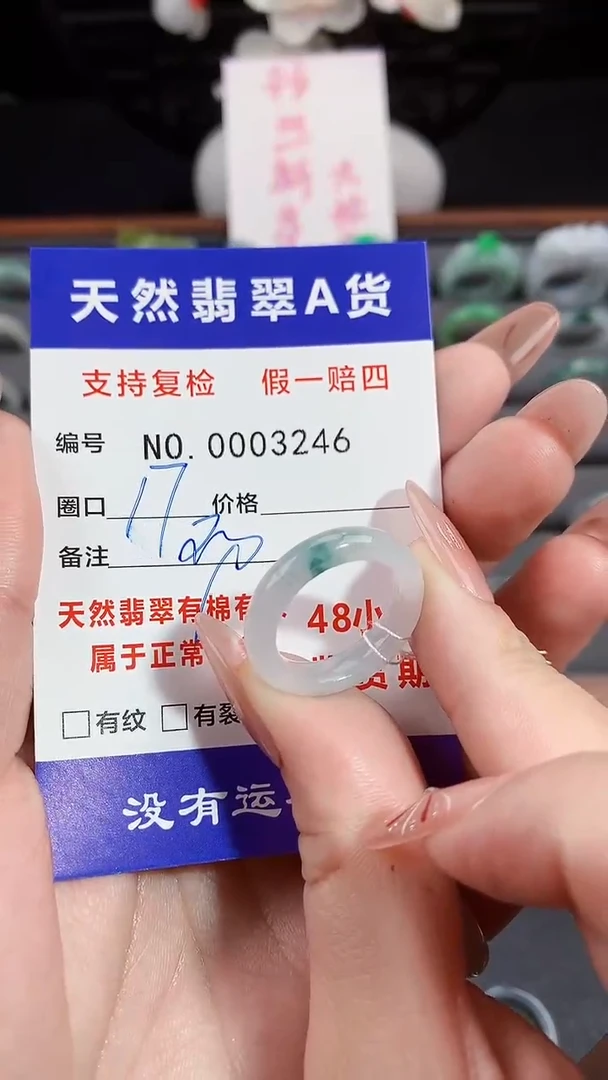 天然翡翠A货
支持复检 假一赔四
编号 NO.0003246
圈口 17 价格
备注
天然翡翠有棉有 48小
属于正常 货期
有纹 有裂
没有运